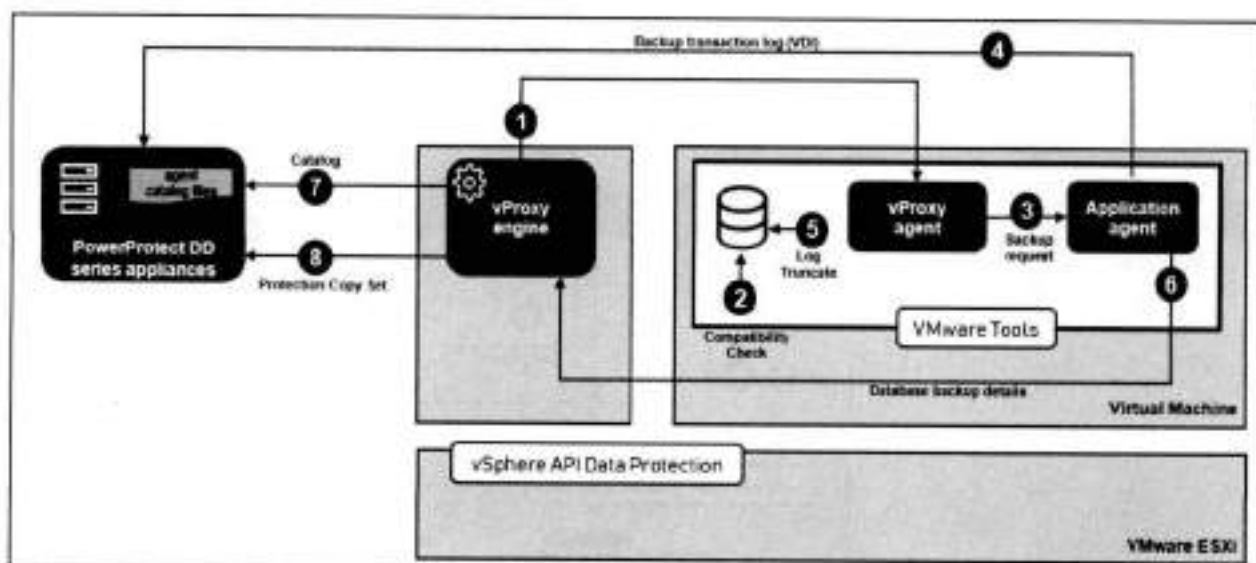 Backup transaction log (VDI)
4
1
agent
catalog files
PowerProtect DD
series appliances
Catalog
7
8
Protection Copy Set
vProxy
engine
vProxy
agent
3
Backup
request
Application
agent
5
Log
Truncate
2
Compatibility
Check
6
VMware Tools
Database backup details
Virtual Machine
vSphere API Data Protection
VMware ESXi